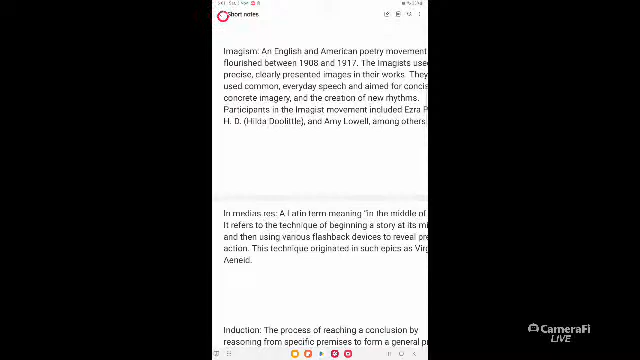 Short notes
Imagism: An English and American poetry movement
flourished between 1908 and 1917. The Imagists used
precise, clearly presented images in their works. They
used common, everyday speech and aimed for
concrete imagery, and the creation of new rhythms.
Participants in the Imagist movement included Ezra
H. D. (Hilda Doolittle), and Amy Lowell, among others
In medias res: A Latin term meaning "in the middle of
It refers to the technique of beginning a story at its
and then using various flashback devices to reveal
action. This technique originated in such epics as
Aeneid.
Induction: The process of reaching a conclusion by
reasoning from specific premises to form a general
CameraFi
LIVE